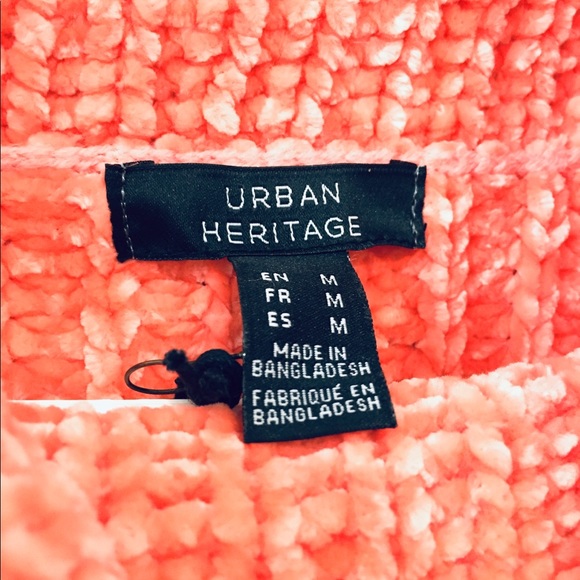 URBAN
HERITAGE
EN M
FR M
ES M
MADE IN
BANGLADESH
FABRIQUÉ EN
BANGLADESH